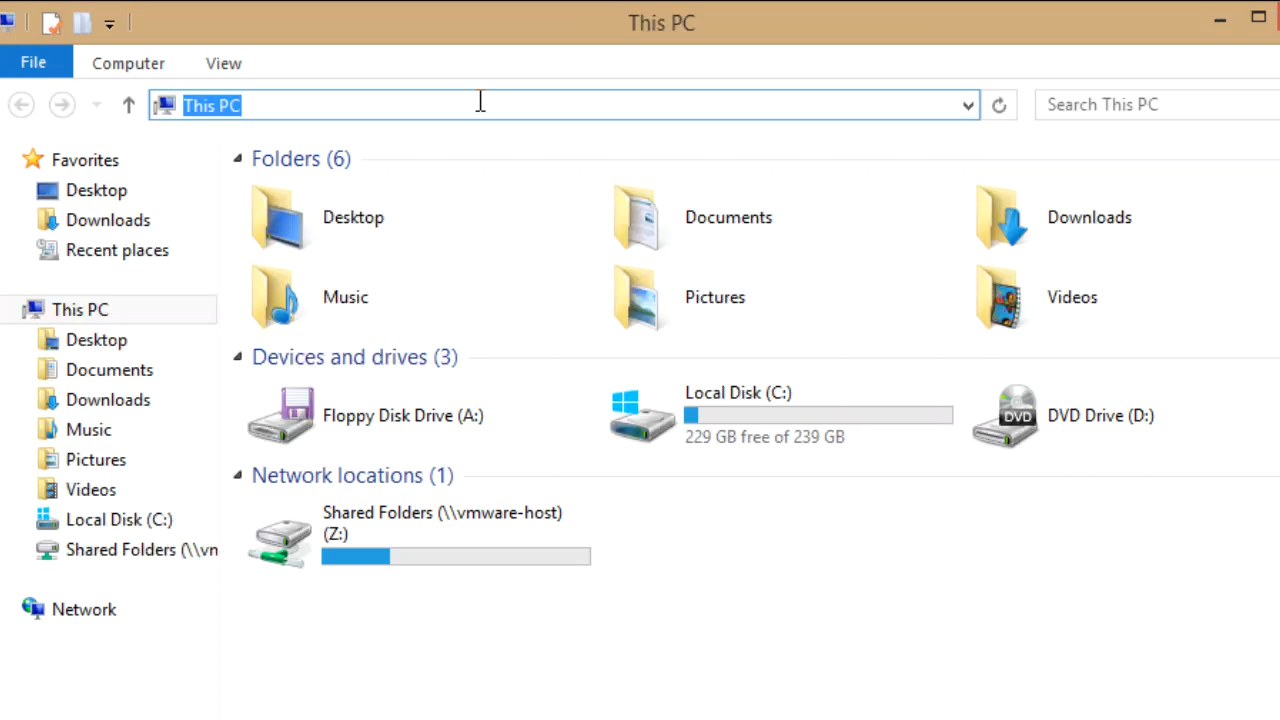 This PC
File Computer View
This PC Search This PC
Favorites
Desktop
Downloads
Recent places
This PC
Desktop
Documents
Downloads
Music
Pictures
Videos
Local Disk (C:)
Shared Folders (\\vn
Network
Folders (6)
Desktop Documents Downloads
Music Pictures Videos
Devices and drives (3)
Floppy Disk Drive (A:)
Local Disk (C:)
229 GB free of 239 GB
DVD
DVD Drive (D:)
Network locations (1)
Shared Folders (\\vmware-host)
(Z:)